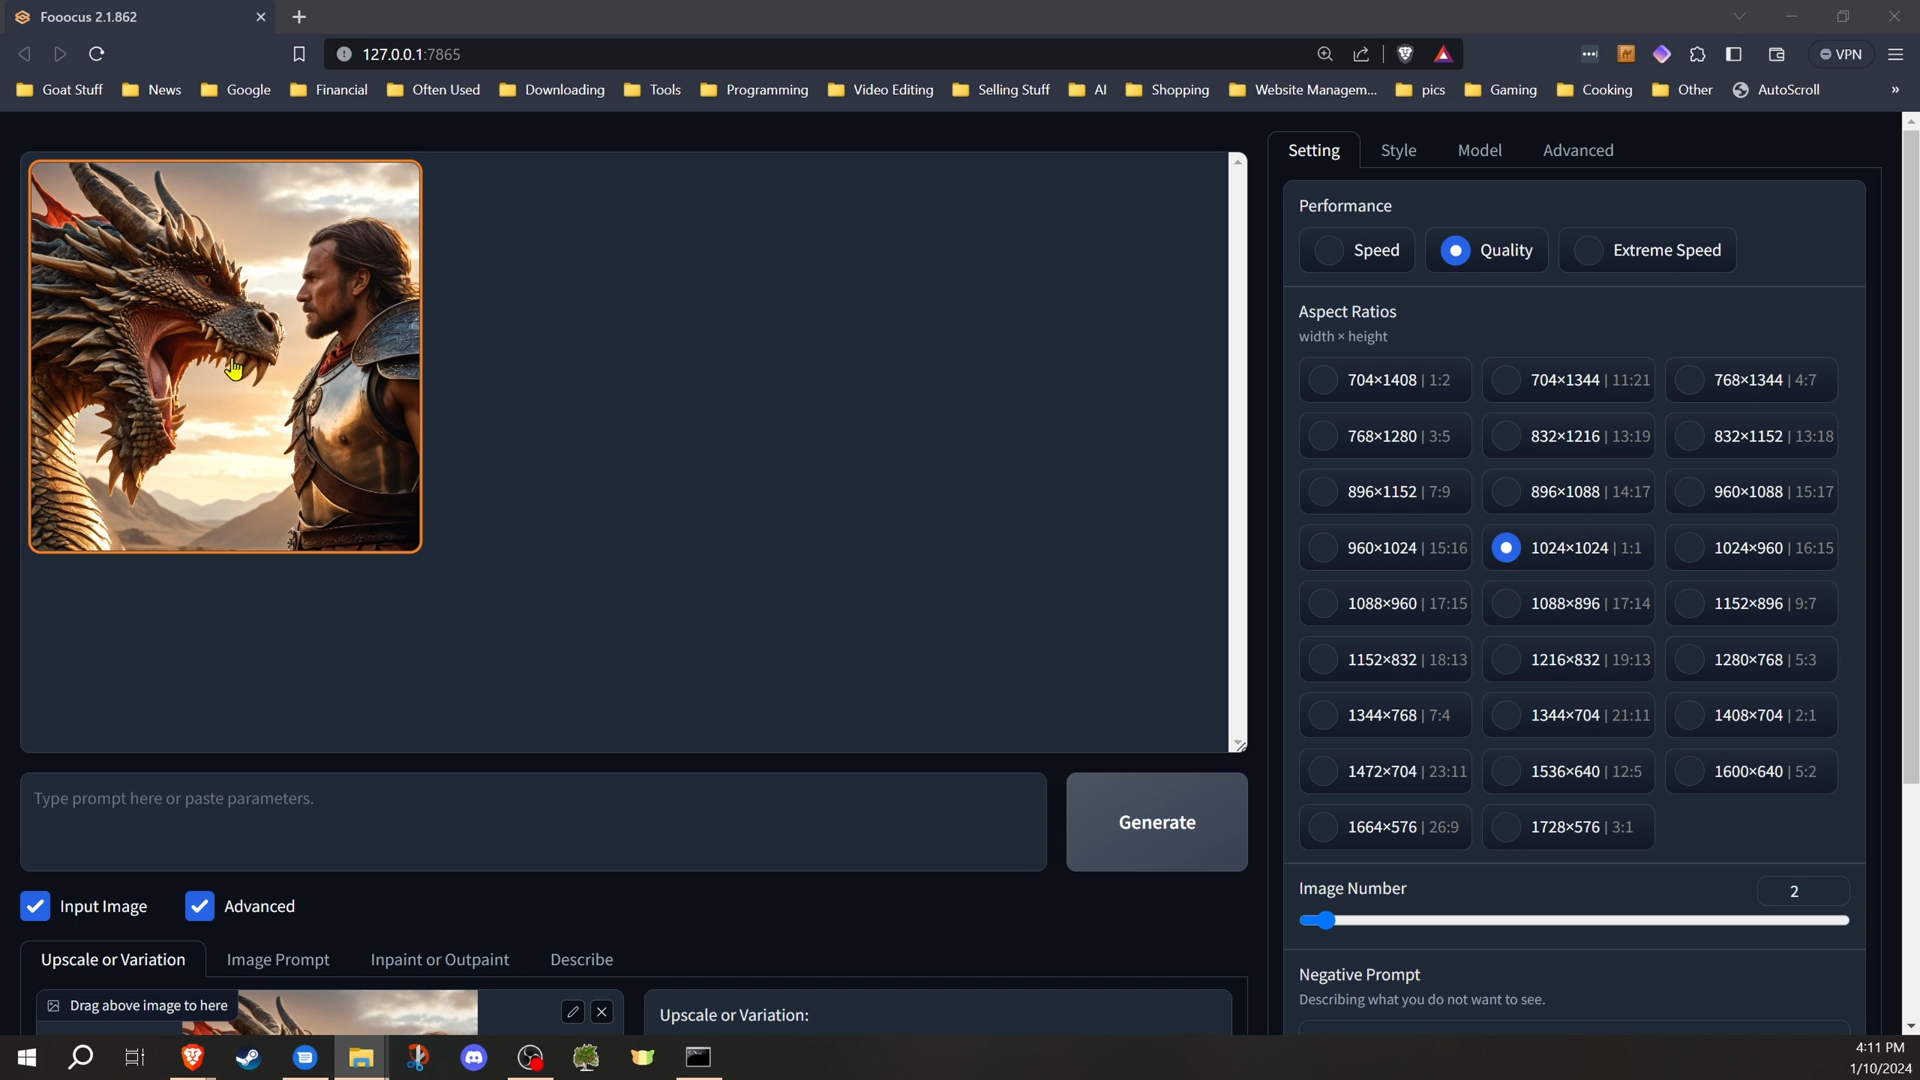 Fooocus 2.1.862
127.0.0.1:7865
VPN
Goat Stuff
News
Google
Financial
Often Used
Downloading
Tools
Programming
Video Editing
Selling Stuff
AI
Shopping
Website Managem...
pics
Gaming
Cooking
Other
AutoScroll
»
Setting
Style
Model
Advanced
Performance
Speed
Quality
Extreme Speed
Aspect Ratios
width × height
704×1408 | 1:2
704×1344 | 11:21
768×1344 | 4:7
768×1280 | 3:5
832×1216 | 13:19
832×1152 | 13:18
896×1152 | 7:9
896×1088 | 14:17
960×1088 | 15:17
960×1024 | 15:16
1024×1024 | 1:1
1024×960 | 16:15
1088×960 | 17:15
1088×896 | 17:14
1152×896 | 9:7
1152×832 | 18:13
1216×832 | 19:13
1280×768 | 5:3
1344×768 | 7:4
1344×704 | 21:11
1408×704 | 2:1
1472×704 | 23:11
1536×640 | 12:5
1600×640 | 5:2
1664×576 | 26:9
1728×576 | 3:1
Image Number
2
Negative Prompt
Describing what you do not want to see.
Type prompt here or paste parameters.
Generate
Input Image
Advanced
Upscale or Variation
Image Prompt
Inpaint or Outpaint
Describe
Drag above image to here
Upscale or Variation:
4:11 PM
1/10/2024